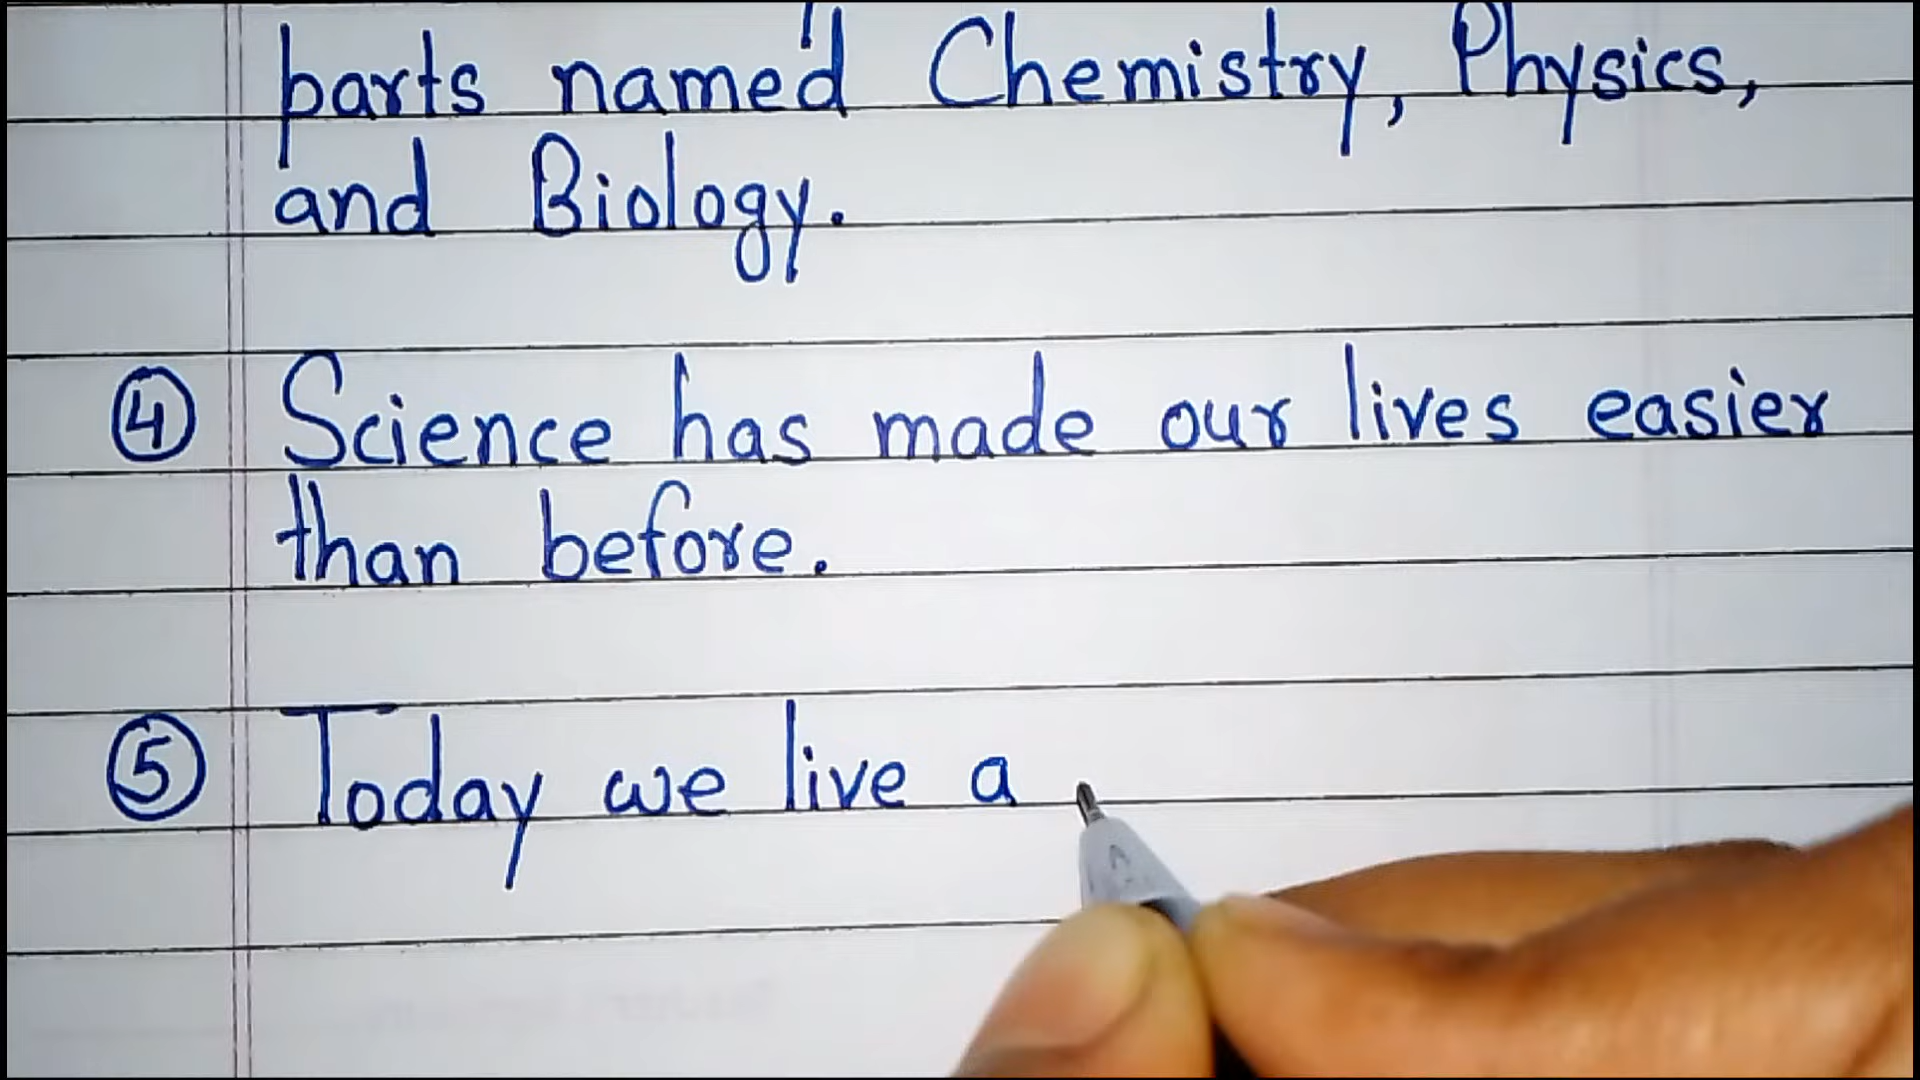 parts named Chemistry, Physics,
and Biology.
④ Science has made our lives easier
than before.
⑤ Today we live a